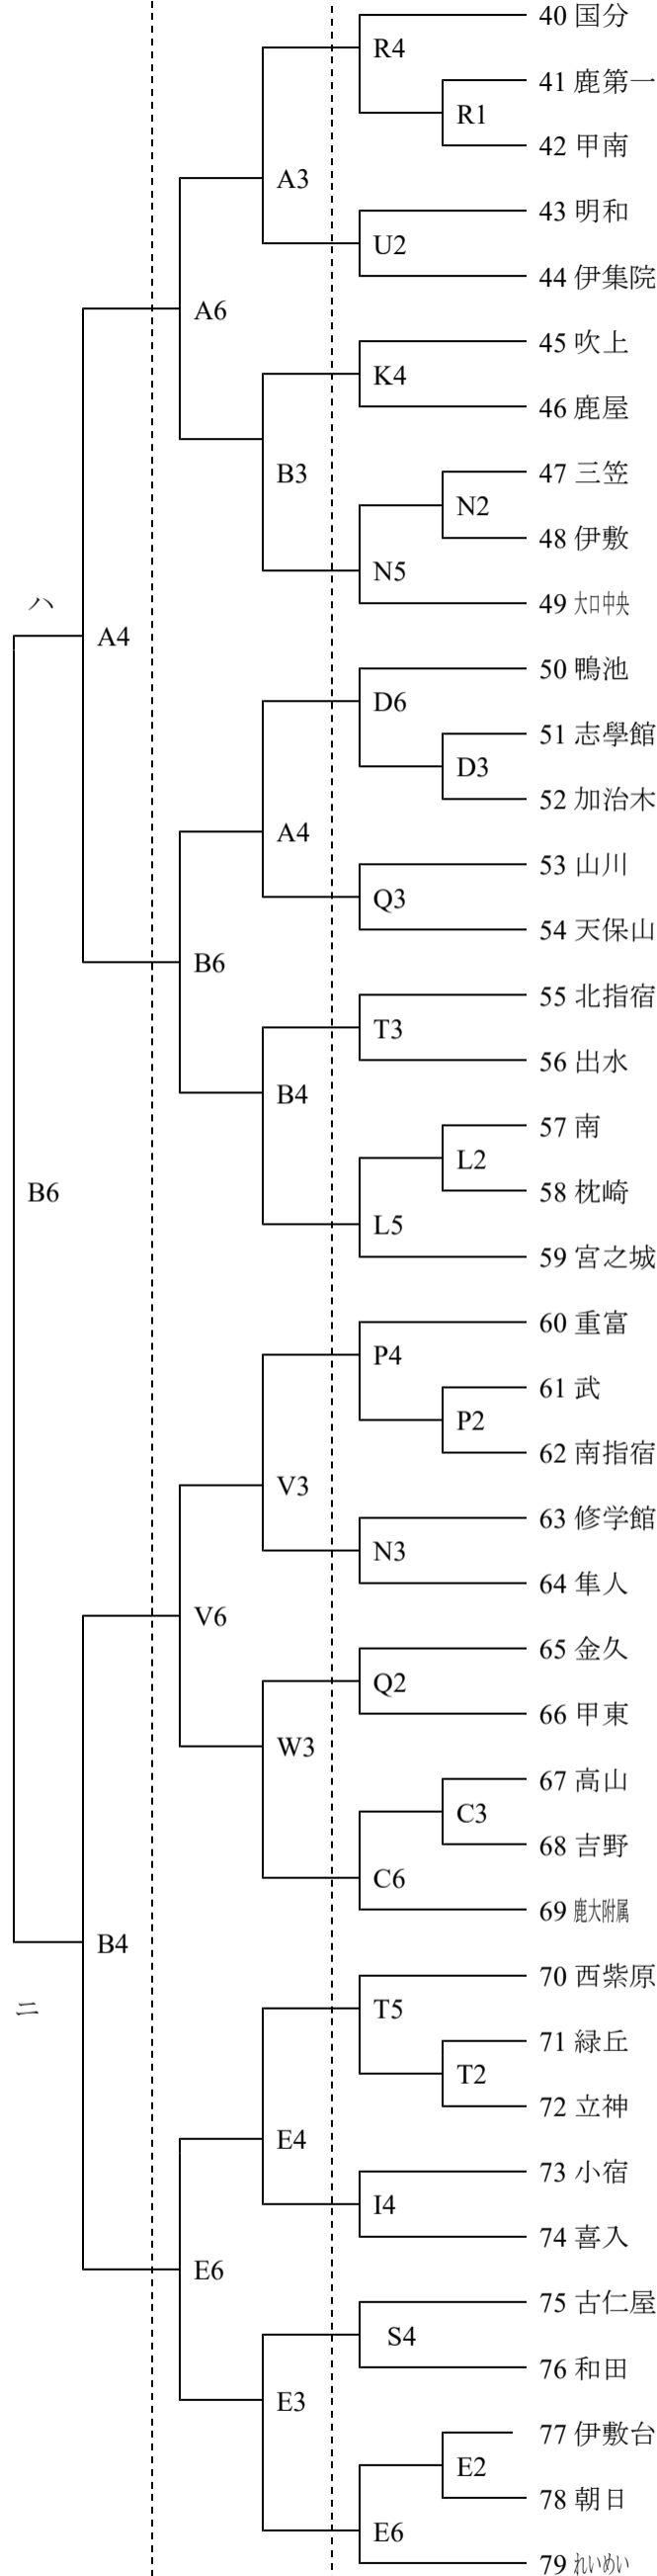 40 国分
R4
41 鹿第一
R1
42 甲南
A3
43 明和
U2
44 伊集院
A6
45 吹上
K4
46 鹿屋
B3
47 三笠
N2
48 伊敷
N5
49 大口中央
ハ
A4
50 鴨池
D6
51 志學館
D3
52 加治木
A4
53 山川
Q3
54 天保山
B6
55 北指宿
T3
56 出水
B4
57 南
L2
58 枕崎
B6
L5
59 宮之城
60 重富
P4
61 武
P2
62 南指宿
V3
63 修学館
N3
64 隼人
V6
65 金久
Q2
66 甲東
W3
67 高山
C3
68 吉野
C6
69 鹿大附属
B4
70 西紫原
ニ
T5
71 緑丘
T2
72 立神
E4
73 小宿
I4
74 喜入
E6
75 古仁屋
S4
76 和田
E3
77 伊敷台
E2
78 朝日
E6
79 れいめい